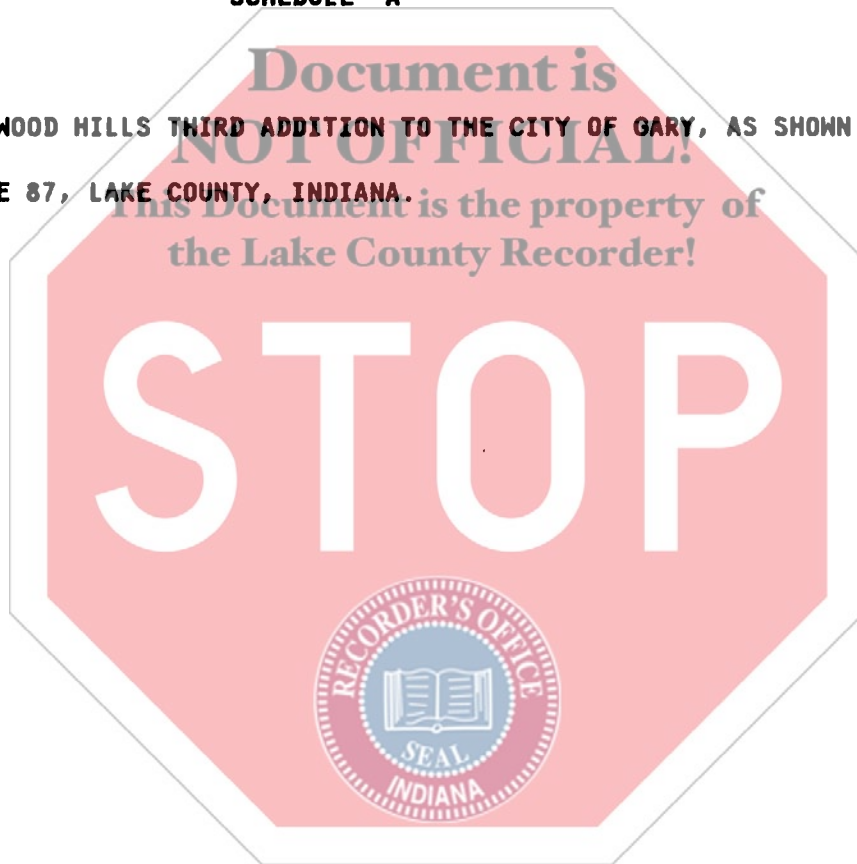 SCHEDULE A
Document is
WOOD HILLS THIRD ADDITION TO THE CITY OF GARY, AS SHOWN
NOT OFFICIAL!
E 87, LAKE COUNTY, INDIANA.
This Document is the property of
the Lake County Recorder!
STOP
RECORDER'S OFFICE
SEAL
INDIANA